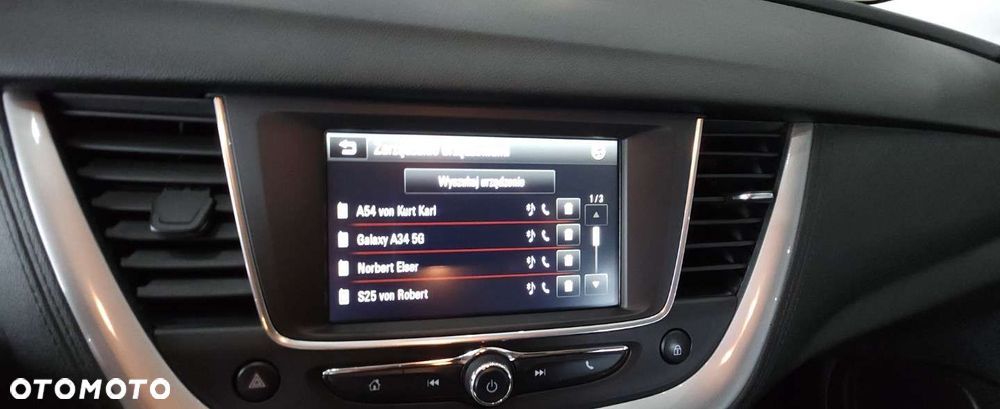 Wyszukaj urządzenie
1/3
A54 von Kurt Karl
Galaxy A34 5G
Norbert Elser
S25 von Robert
OTOMOTO